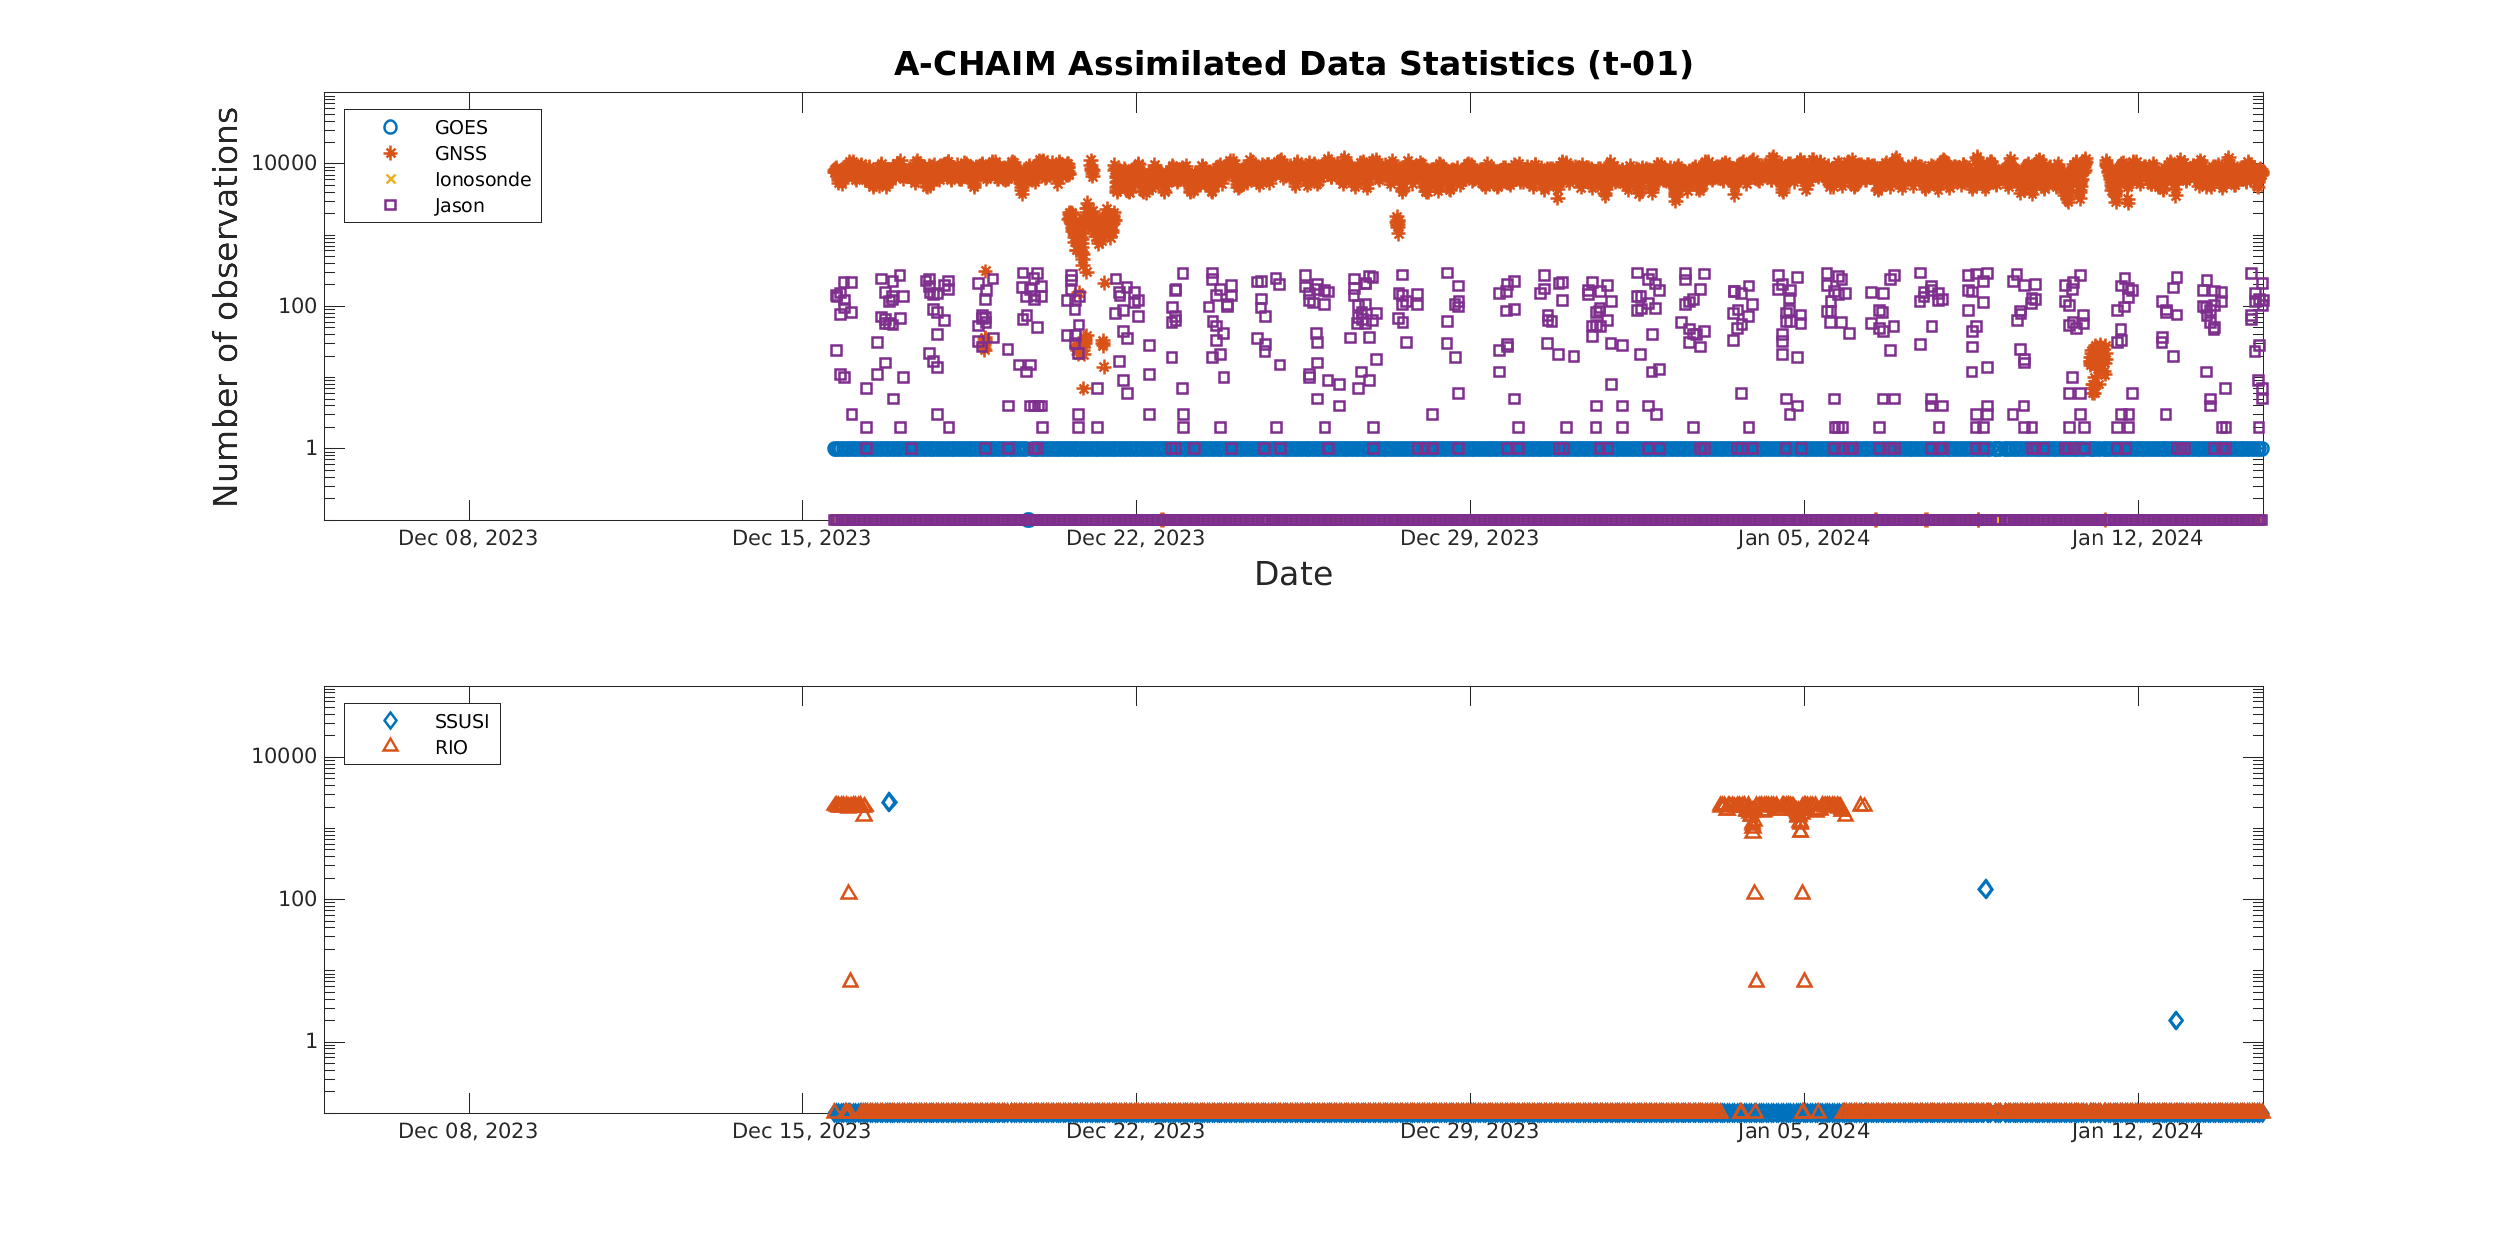 A-CHAIM Assimilated Data Statistics (t-01)
Number of observations
10000
100
1
GOES
GNSS
Ionosonde
Jason
Dec 08, 2023
Dec 15, 2023
Dec 22, 2023
Dec 29, 2023
Jan 05, 2024
Jan 12, 2024
Date
10000
100
1
SSUSI
RIO
Dec 08, 2023
Dec 15, 2023
Dec 22, 2023
Dec 29, 2023
Jan 05, 2024
Jan 12, 2024